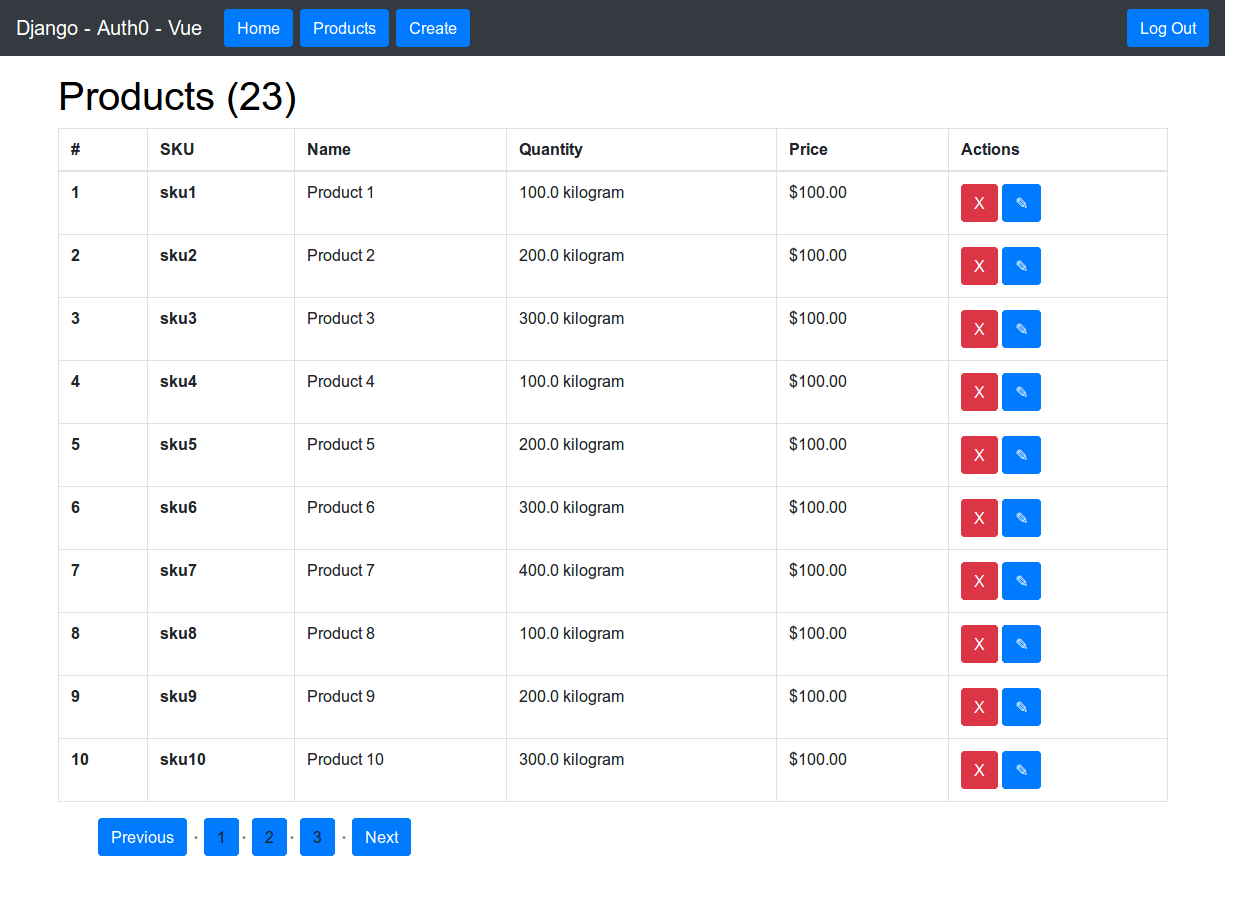 Django - Auth0 - Vue Home Products Create Log Out
Products (23)
# SKU Name Quantity Price Actions
1 sku1 Product 1 100.0 kilogram $100.00 X ✎
2 sku2 Product 2 200.0 kilogram $100.00 X ✎
3 sku3 Product 3 300.0 kilogram $100.00 X ✎
4 sku4 Product 4 100.0 kilogram $100.00 X ✎
5 sku5 Product 5 200.0 kilogram $100.00 X ✎
6 sku6 Product 6 300.0 kilogram $100.00 X ✎
7 sku7 Product 7 400.0 kilogram $100.00 X ✎
8 sku8 Product 8 100.0 kilogram $100.00 X ✎
9 sku9 Product 9 200.0 kilogram $100.00 X ✎
10 sku10 Product 10 300.0 kilogram $100.00 X ✎
Previous · 1 · 2 · 3 · Next